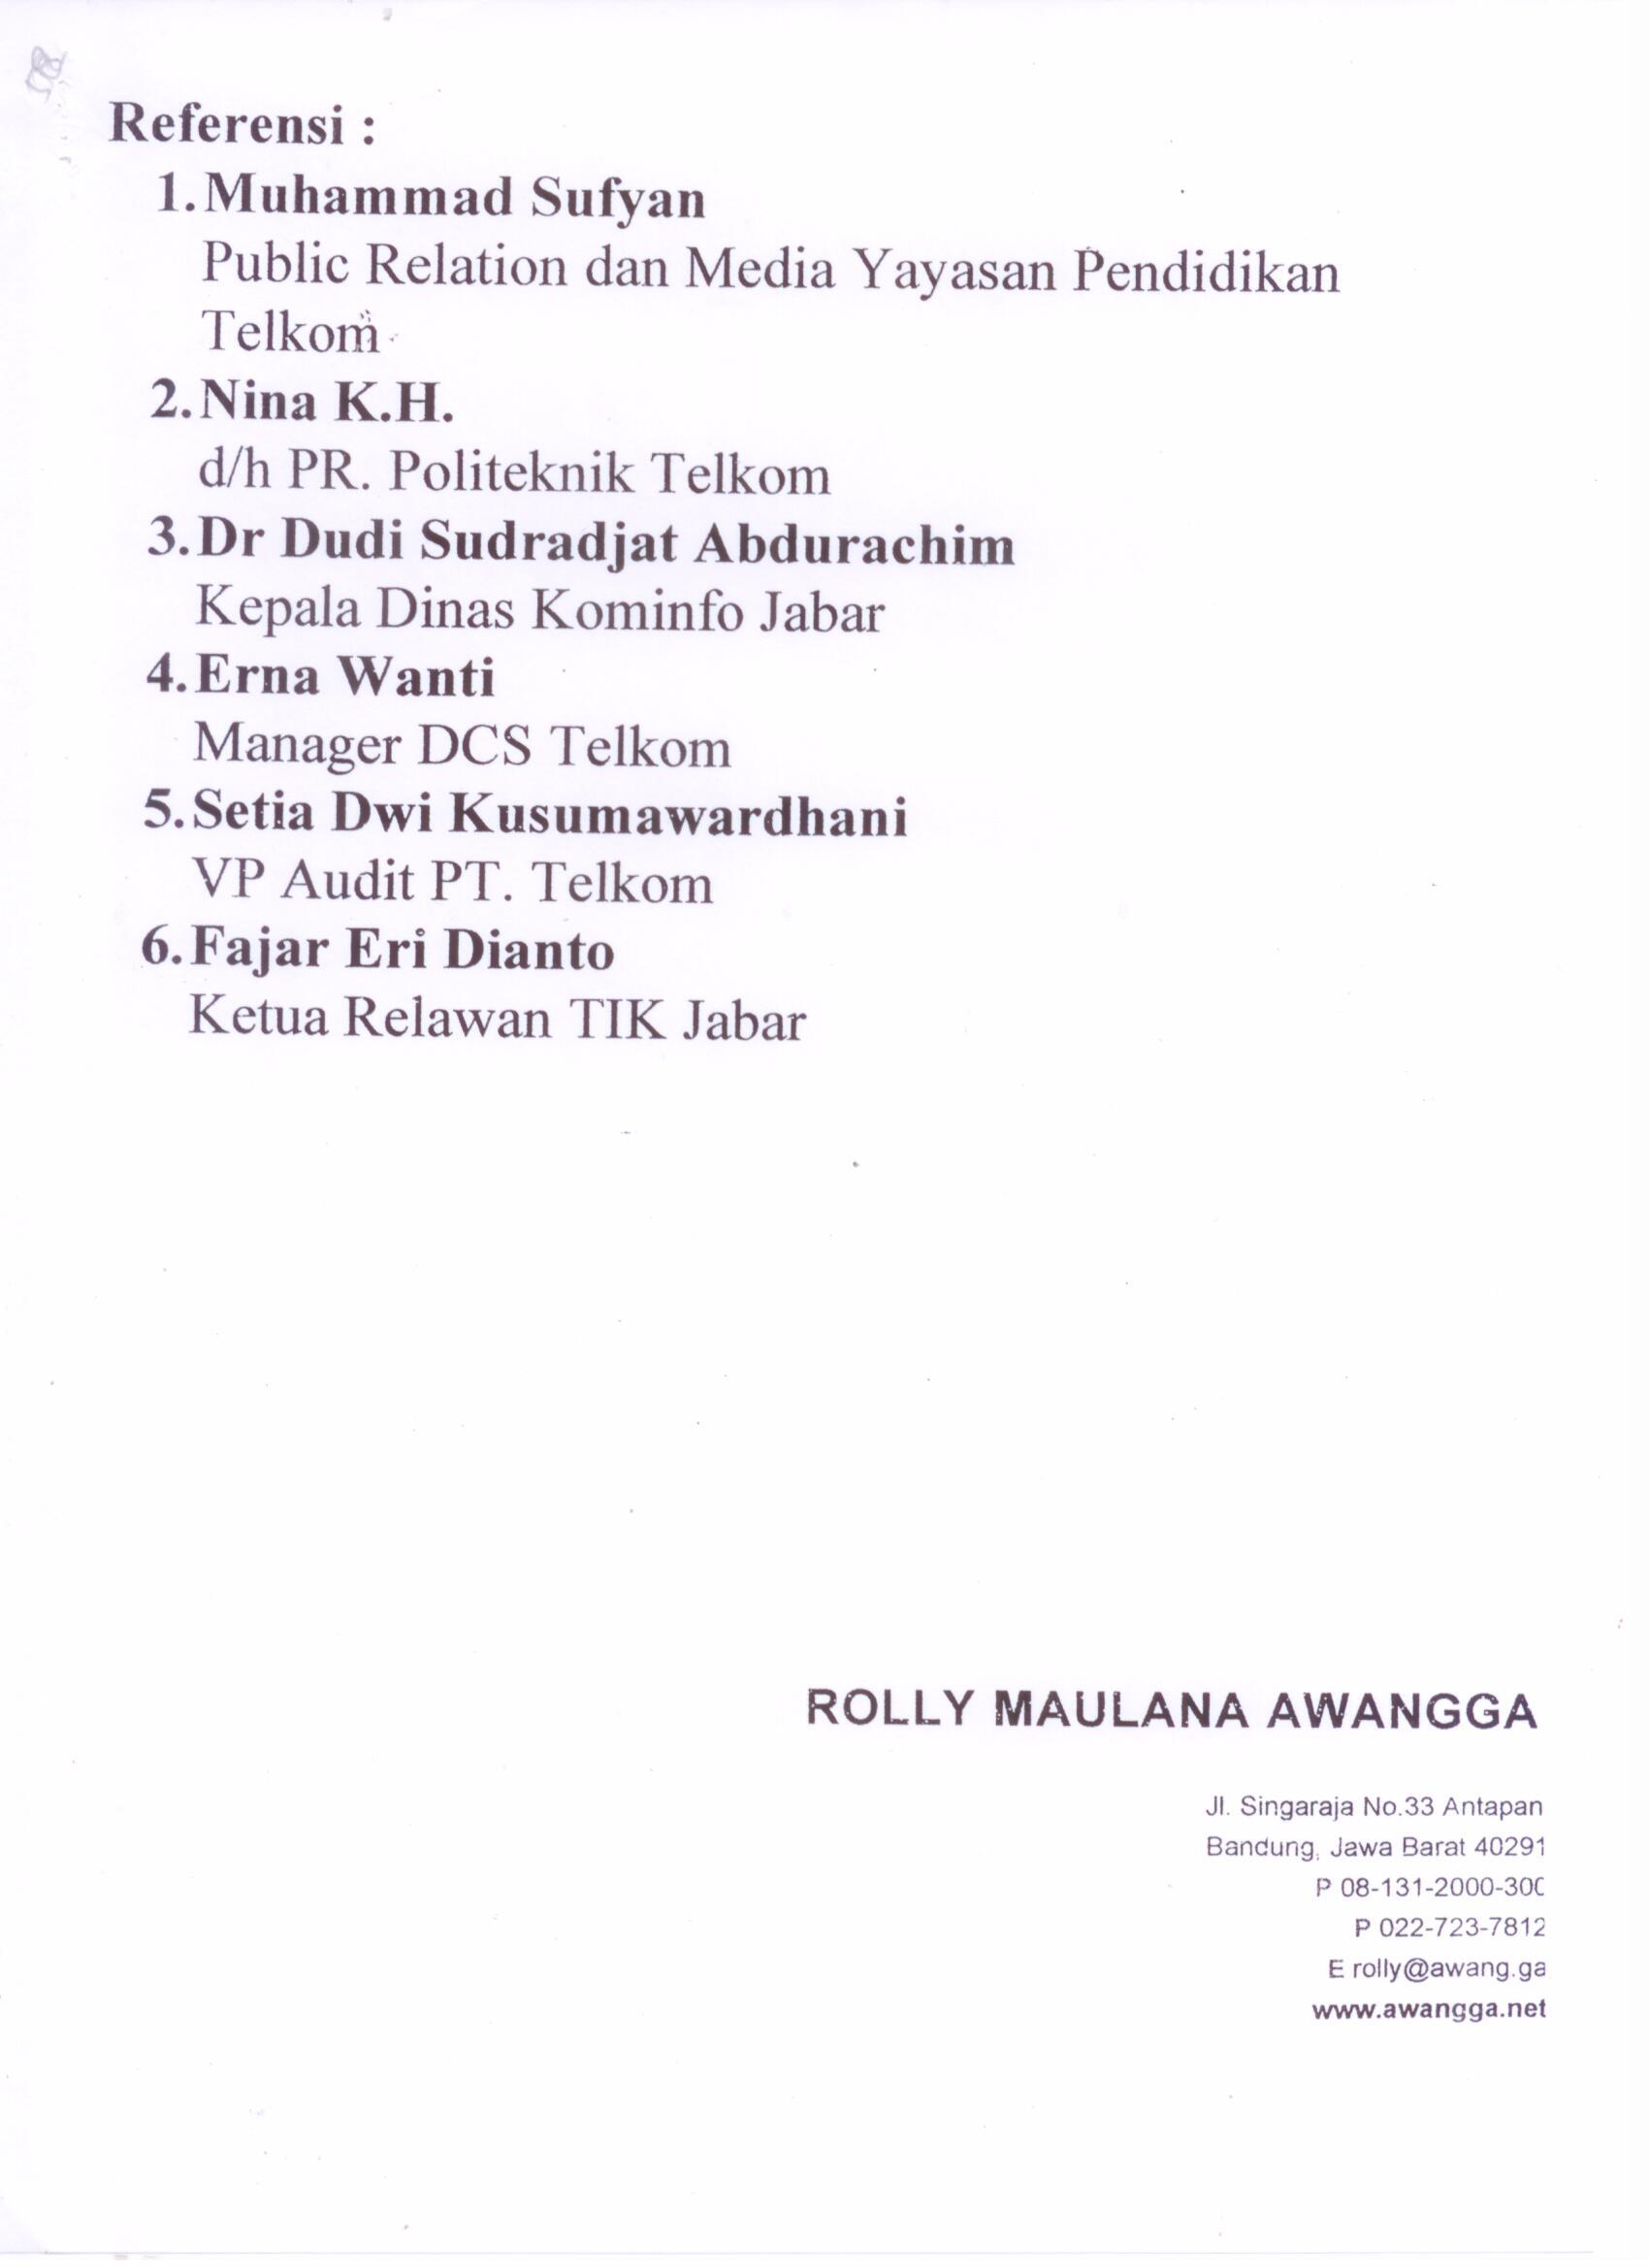 Referensi :
1. Muhammad Sufyan
Public Relation dan Media Yayasan Pendidikan
Telkom
2. Nina K.H.
d/h PR. Politeknik Telkom
3. Dr Dudi Sudradjat Abdurachim
Kepala Dinas Kominfo Jabar
4. Erna Wanti
Manager DCS Telkom
5. Setia Dwi Kusumawardhani
VP Audit PT. Telkom
6. Fajar Eri Dianto
Ketua Relawan TIK Jabar
ROLLY MAULANA AWANGGA
Jl. Singaraja No.33 Antapan
Bandung, Jawa Barat 40291
P 08-131-2000-300
P 022-723-7812
E rolly@awang.ga
www.awangga.net